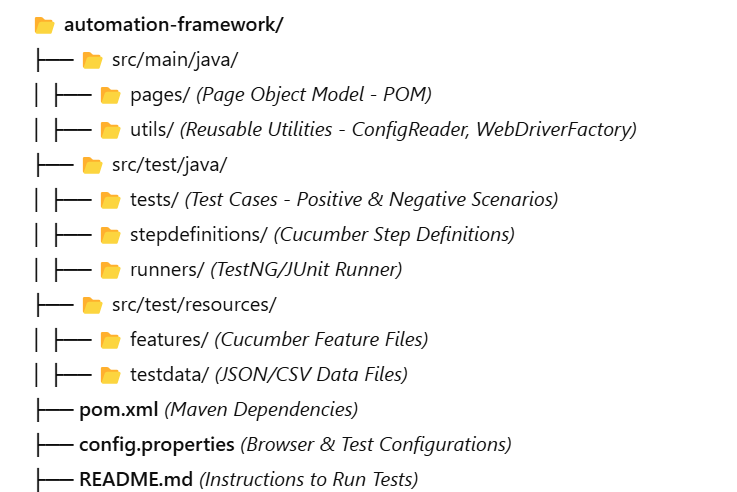 automation-framework/
├── src/main/java/
│ ├── pages/ (Page Object Model - POM)
│ ├── utils/ (Reusable Utilities - ConfigReader, WebDriverFactory)
├── src/test/java/
│ ├── tests/ (Test Cases - Positive & Negative Scenarios)
│ ├── stepdefinitions/ (Cucumber Step Definitions)
│ ├── runners/ (TestNG/JUnit Runner)
├── src/test/resources/
│ ├── features/ (Cucumber Feature Files)
│ ├── testdata/ (JSON/CSV Data Files)
├── pom.xml (Maven Dependencies)
├── config.properties (Browser & Test Configurations)
├── README.md (Instructions to Run Tests)